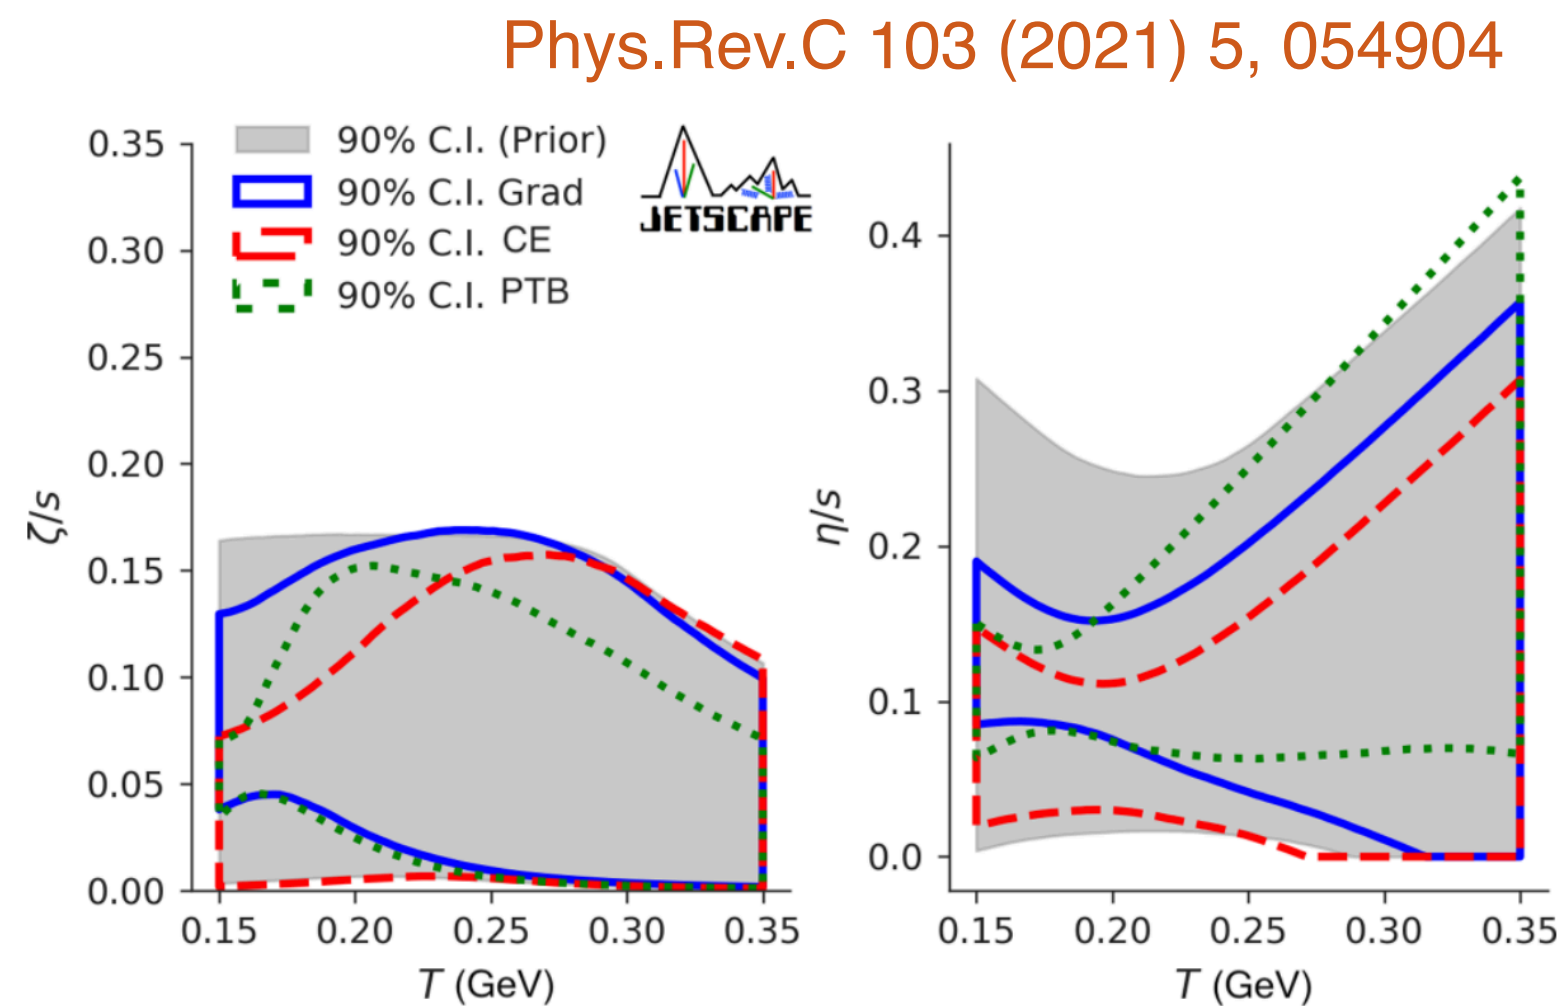 Phys.Rev.C 103 (2021) 5, 054904
90% C.I. (Prior)
90% C.I. Grad
90% C.I. CE
90% C.I. PTB
JETSCAPE
0.35
0.30
0.25
0.20
0.15
0.10
0.05
0.00
ζ/s
0.15 0.20 0.25 0.30 0.35
T (GeV)
0.4
0.3
0.2
0.1
0.0
η/s
0.15 0.20 0.25 0.30 0.35
T (GeV)